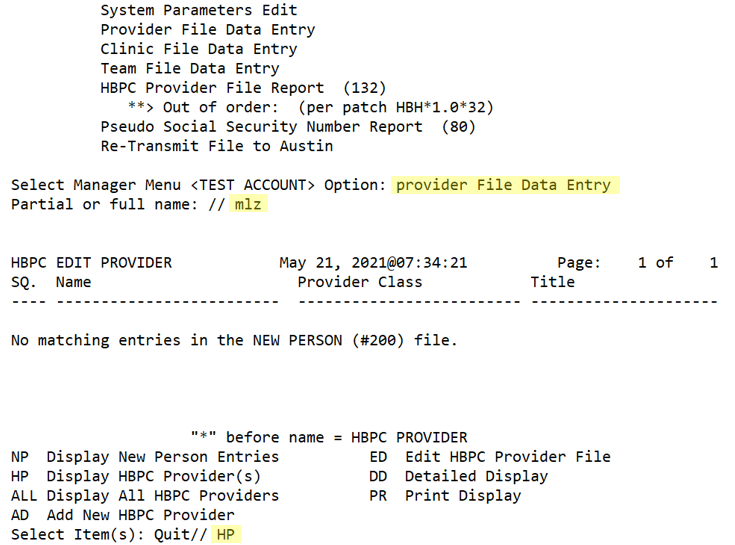 System Parameters Edit
Provider File Data Entry
Clinic File Data Entry
Team File Data Entry
HBPC Provider File Report (132)
**> Out of order: (per patch HBH*1.0*32)
Pseudo Social Security Number Report (80)
Re-Transmit File to Austin
Select Manager Menu <TEST ACCOUNT> Option: provider File Data Entry
Partial or full name: // mlz
HBPC EDIT PROVIDER May 21, 2021@07:34:21 Page: 1 of 1
SQ. Name Provider Class Title
---- ------------------------- ------------------------- ---------------------
No matching entries in the NEW PERSON (#200) file.
"*" before name = HBPC PROVIDER
NP Display New Person Entries ED Edit HBPC Provider File
HP Display HBPC Provider(s) DD Detailed Display
ALL Display All HBPC Providers PR Print Display
AD Add New HBPC Provider
Select Item(s): Quit// HP